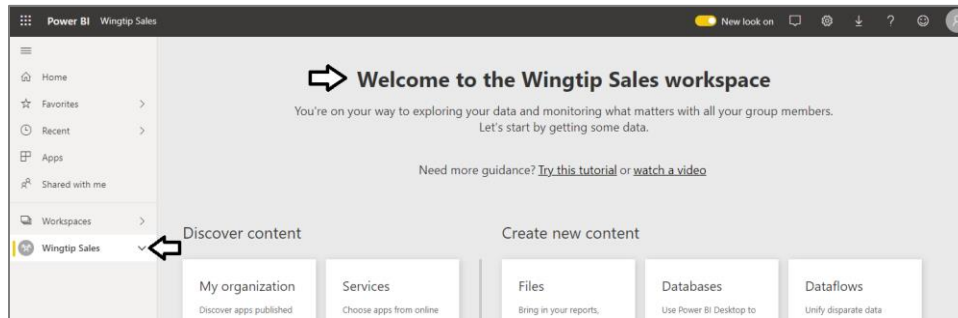 Power BI Wingtip Sales New look on ?
Home
Favorites
Recent
Apps
Shared with me
Workspaces
Wingtip Sales
Welcome to the Wingtip Sales workspace
You're on your way to exploring your data and monitoring what matters with all your group members.
Let's start by getting some data.
Need more guidance? Try this tutorial or watch a video
Discover content
Create new content
My organization
Discover apps published
Services
Choose apps from online
Files
Bring in your reports,
Databases
Use Power BI Desktop to
Dataflows
Unify disparate data